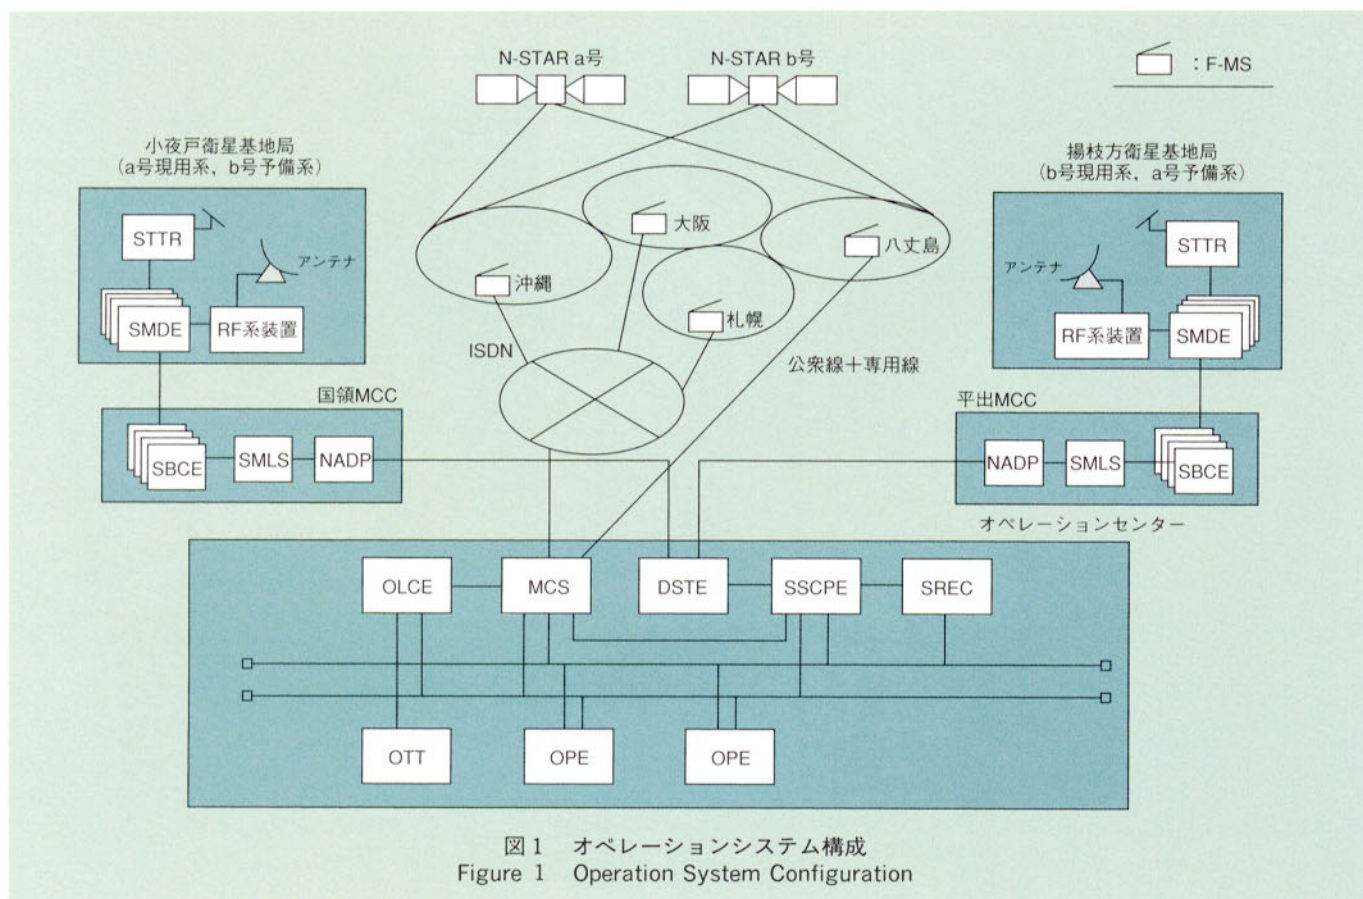 N-STAR a号
N-STAR b号
：F-MS
小夜戸衛星基地局
（a号現用系，b号予備系）
揚枝方衛星基地局
（b号現用系，a号予備系）
STTR
アンテナ
SMDE
RF系装置
大阪
沖縄
八丈島
札幌
STTR
アンテナ
RF系装置
SMDE
ISDN
公衆線＋専用線
国領MCC
SBCE
SMLS
NADP
平出MCC
NADP
SMLS
SBCE
オペレーションセンター
OLCE
MCS
DSTE
SSCPE
SREC
OTT
OPE
OPE
図1　オペレーションシステム構成
Figure 1 Operation System Configuration